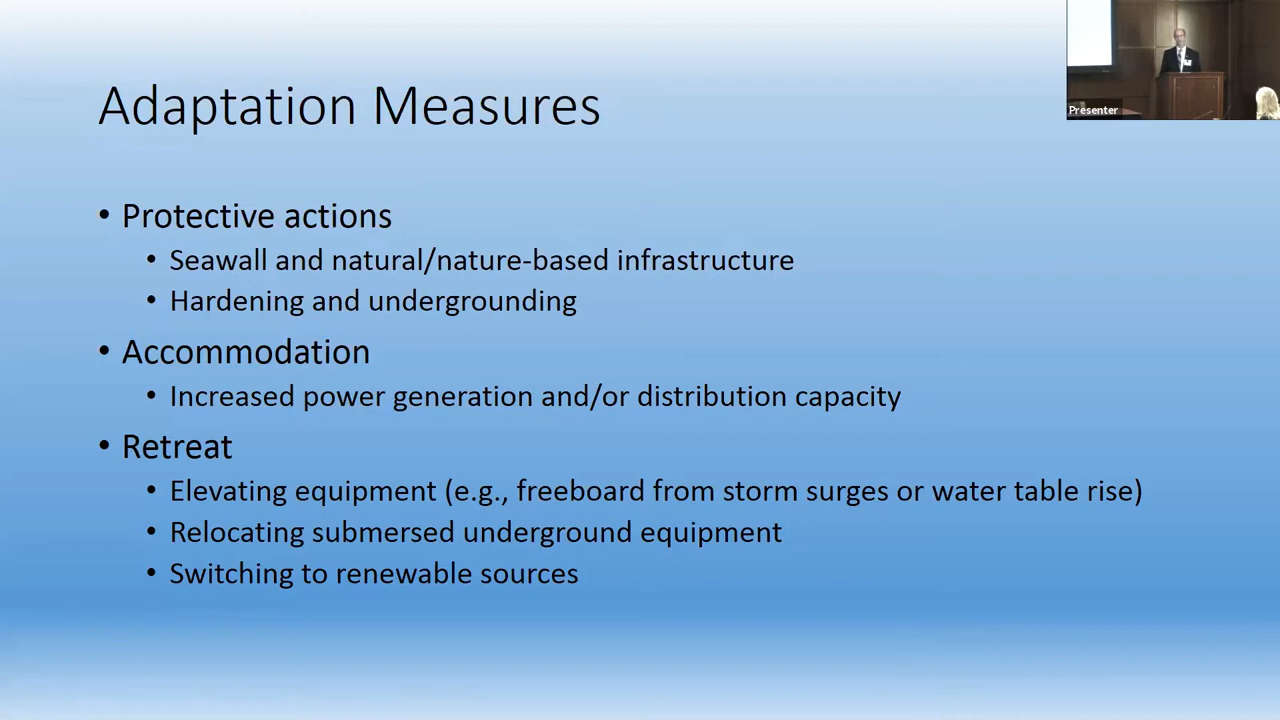 Adaptation Measures
• Protective actions
• Seawall and natural/nature-based infrastructure
• Hardening and undergrounding
• Accommodation
• Increased power generation and/or distribution capacity
• Retreat
• Elevating equipment (e.g., freeboard from storm surges or water table rise)
• Relocating submersed underground equipment
• Switching to renewable sources
Presenter